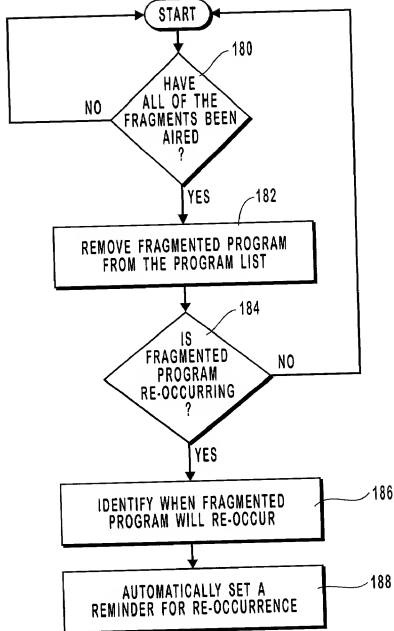 START
180
HAVE
ALL OF THE
FRAGMENTS BEEN
AIRED
?
NO
YES
182
REMOVE FRAGMENTED PROGRAM
FROM THE PROGRAM LIST
184
IS
FRAGMENTED
PROGRAM
RE-OCCURRING
?
NO
YES
IDENTIFY WHEN FRAGMENTED
PROGRAM WILL RE-OCCUR
186
AUTOMATICALLY SET A
REMINDER FOR RE-OCCURRENCE
188